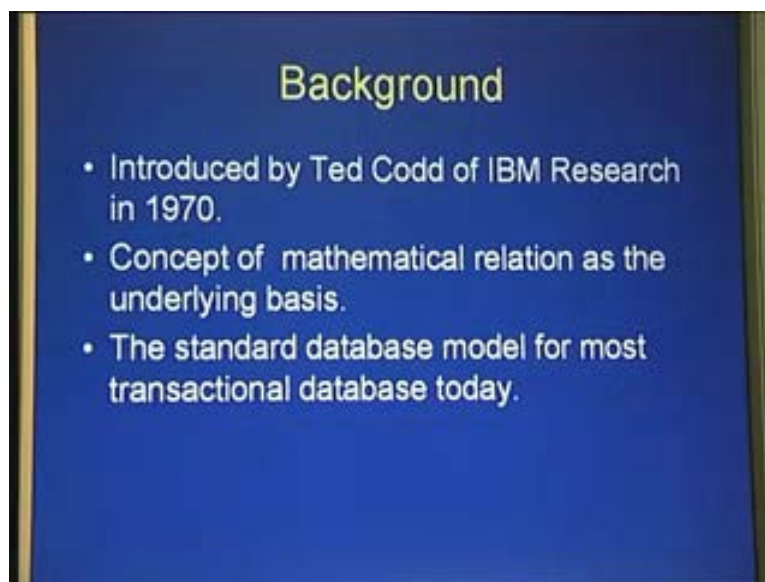 Background
• Introduced by Ted Codd of IBM Research
in 1970.
• Concept of  mathematical relation as the
underlying basis.
• The standard database model for most
transactional database today.